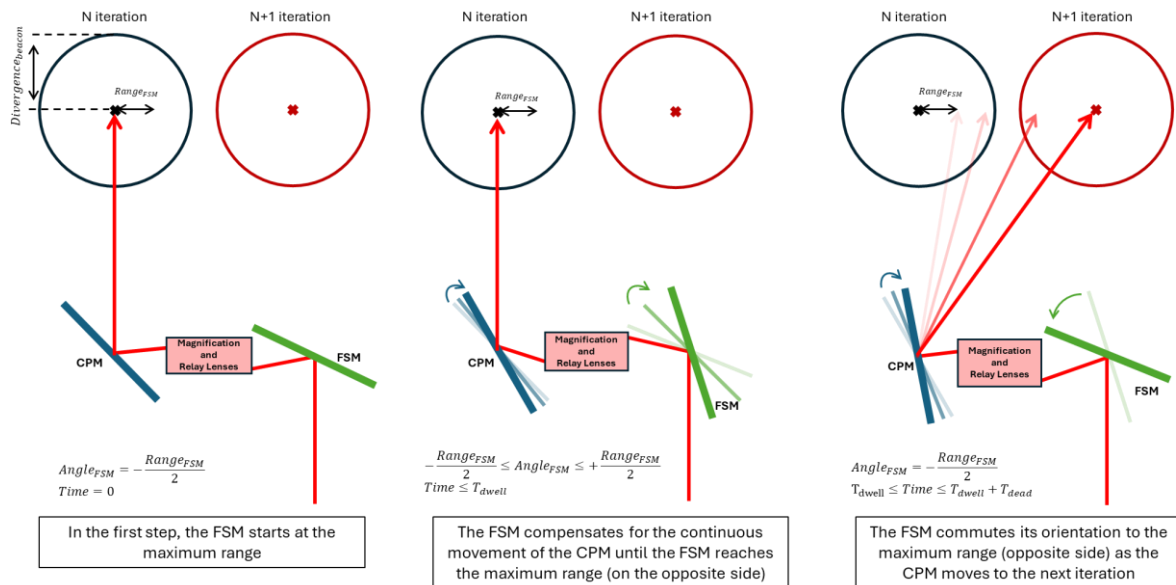 N iteration
N+1 iteration
Divergence_beacon
Range_FSM
CPM
Magnification
and
Relay Lenses
FSM
Angle_FSM = − Range_FSM / 2
Time = 0
In the first step, the FSM starts at the
maximum range
N iteration
N+1 iteration
Range_FSM
CPM
Magnification
and
Relay Lenses
FSM
− Range_FSM / 2 ≤ Angle_FSM ≤ + Range_FSM / 2
Time ≤ T_dwell
The FSM compensates for the continuous
movement of the CPM until the FSM reaches
the maximum range (on the opposite side)
N iteration
N+1 iteration
Range_FSM
CPM
Magnification
and
Relay Lenses
FSM
Angle_FSM = − Range_FSM / 2
T_dwell ≤ Time ≤ T_dwell + T_dead
The FSM commutes its orientation to the
maximum range (opposite side) as the
CPM moves to the next iteration